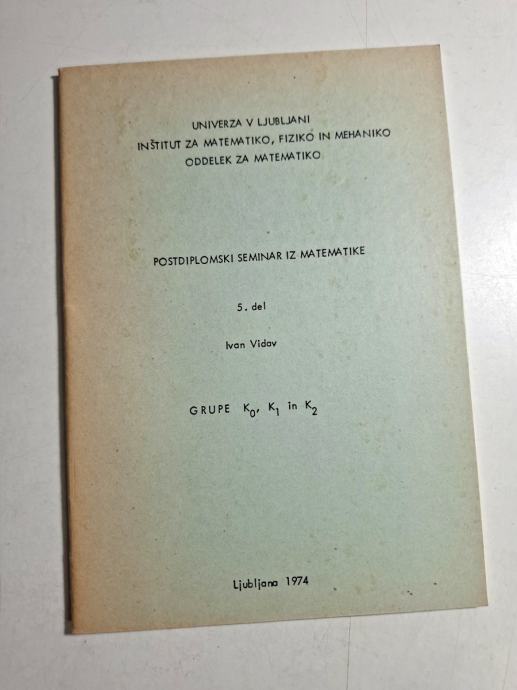 UNIVERZA V LJUBLJANI
INŠTITUT ZA MATEMATIKO, FIZIKO IN MEHANIKO
ODDELEK ZA MATEMATIKO
POSTDIPLOMSKI SEMINAR IZ MATEMATIKE
5. del
Ivan Vidav
GRUPE K₀, K₁ in K₂
Ljubljana 1974